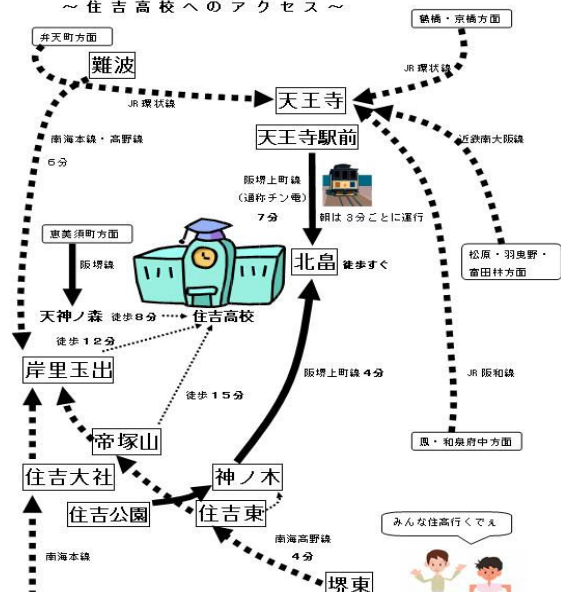 ～住吉高校へのアクセス～
鶴橋・京橋方面
弁天町方面
難波
JR環状線
JR環状線
天王寺
天王寺駅前
南海本線・高野線
6分
近鉄南大阪線
阪堺上町線
(通称チン電)
7分
朝は3分ごとに運行
恵美須町方面
阪堺線
北畠 徒歩すぐ
松原・羽曳野・
富田林方面
天神ノ森 徒歩8分
住吉高校
徒歩12分
岸里玉出
阪堺上町線4分
JR阪和線
徒歩15分
帝塚山
鳳・和泉府中方面
住吉大社
神ノ木
住吉公園
住吉東
みんな住高行くでぇ
南海高野線
4分
南海本線
堺東